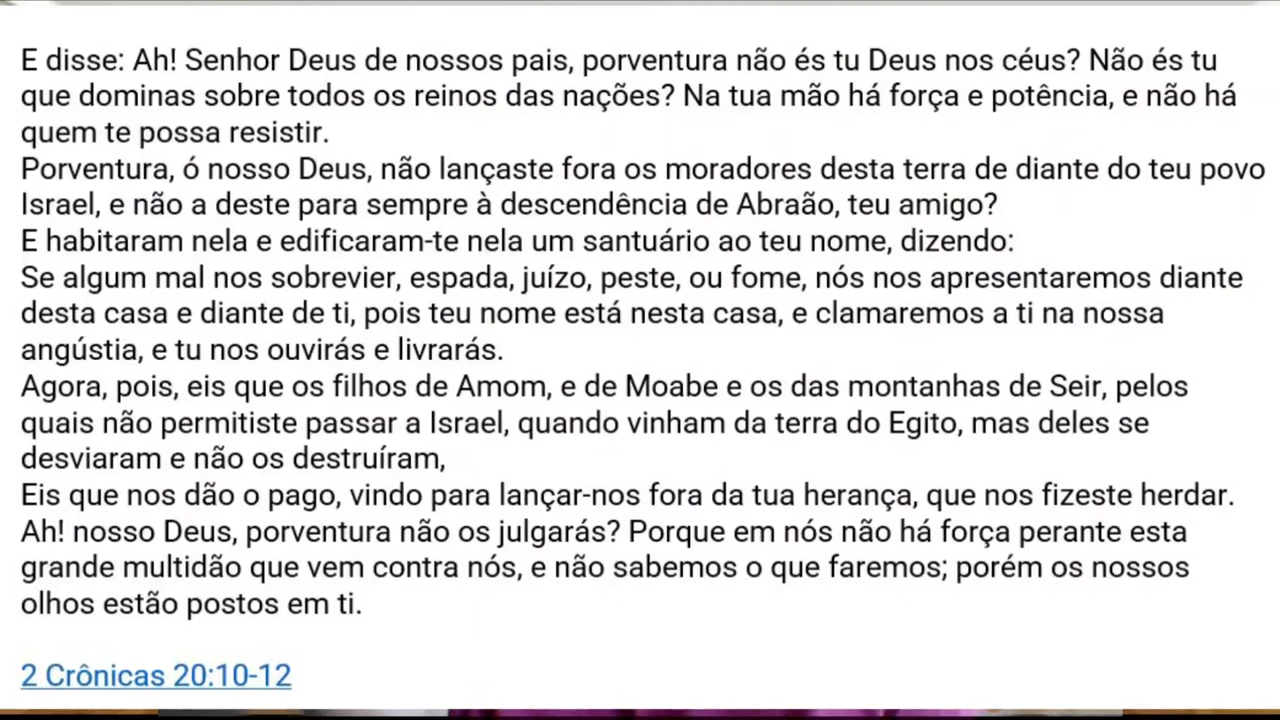 E disse: Ah! Senhor Deus de nossos pais, porventura não és tu Deus nos céus? Não és tu
que dominas sobre todos os reinos das nações? Na tua mão há força e potência, e não há
quem te possa resistir.
Porventura, ó nosso Deus, não lançaste fora os moradores desta terra de diante do teu povo
Israel, e não a deste para sempre à descendência de Abraão, teu amigo?
E habitaram nela e edificaram-te nela um santuário ao teu nome, dizendo:
Se algum mal nos sobrevier, espada, juízo, peste, ou fome, nós nos apresentaremos diante
desta casa e diante de ti, pois teu nome está nesta casa, e clamaremos a ti na nossa
angústia, e tu nos ouvirás e livrarás.
Agora, pois, eis que os filhos de Amom, e de Moabe e os das montanhas de Seir, pelos
quais não permitiste passar a Israel, quando vinham da terra do Egito, mas deles se
desviaram e não os destruíram,
Eis que nos dão o pago, vindo para lançar-nos fora da tua herança, que nos fizeste herdar.
Ah! nosso Deus, porventura não os julgarás? Porque em nós não há força perante esta
grande multidão que vem contra nós, e não sabemos o que faremos; porém os nossos
olhos estão postos em ti.
2 Crônicas 20:10-12